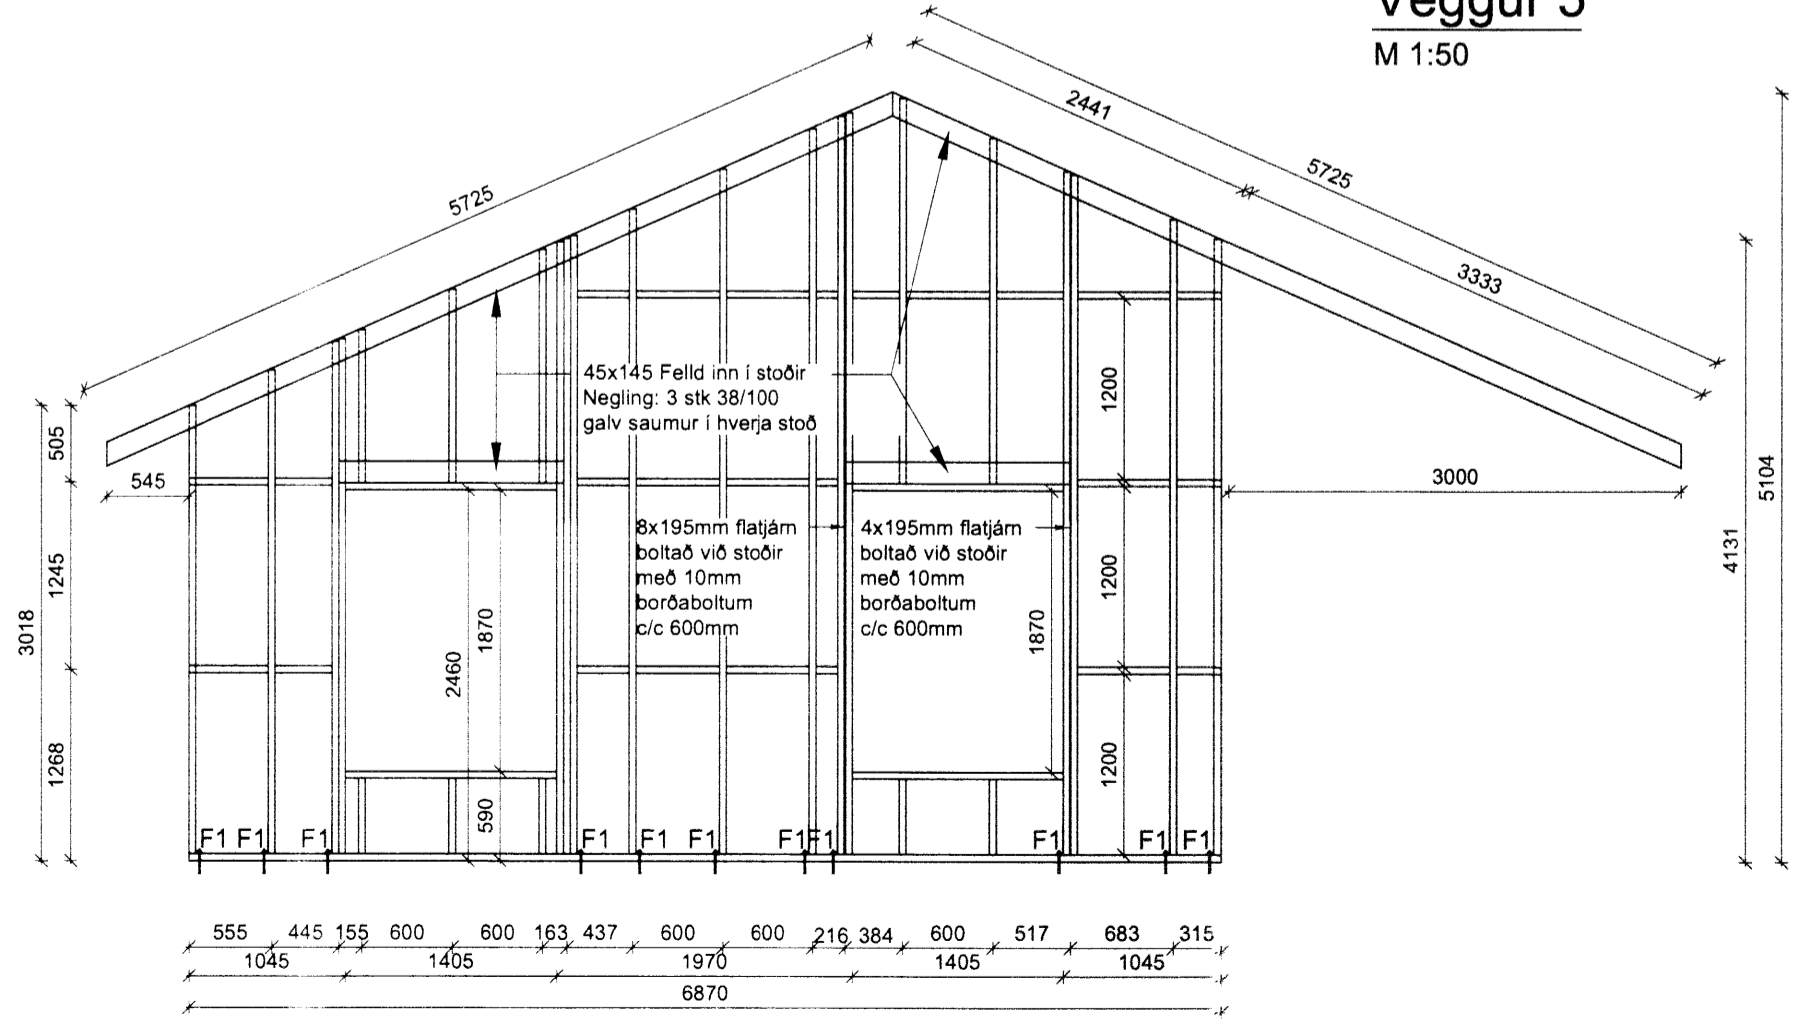 Veggur 5
M 1:50
2441
5725
5725
3333
5104
4131
45x145 Felld inn í stoðir
Negling: 3 stk 38/100
galv saumur í hverja stoð
505
545
1245
3018
1268
1200
3000
8x195mm flatjárn
boltað við stoðir
með 10mm
borðaboltum
c/c 600mm
4x195mm flatjárn
boltað við stoðir
með 10mm
borðaboltum
c/c 600mm
1200
1870
2460
1870
1200
590
F1 F1 F1 F1 F1 F1 F1 F1 F1 F1 F1
555 445 155 600 600 163 437 600 600 216 384 600 517 683 315
1045 1405 1970 1405 1045
6870